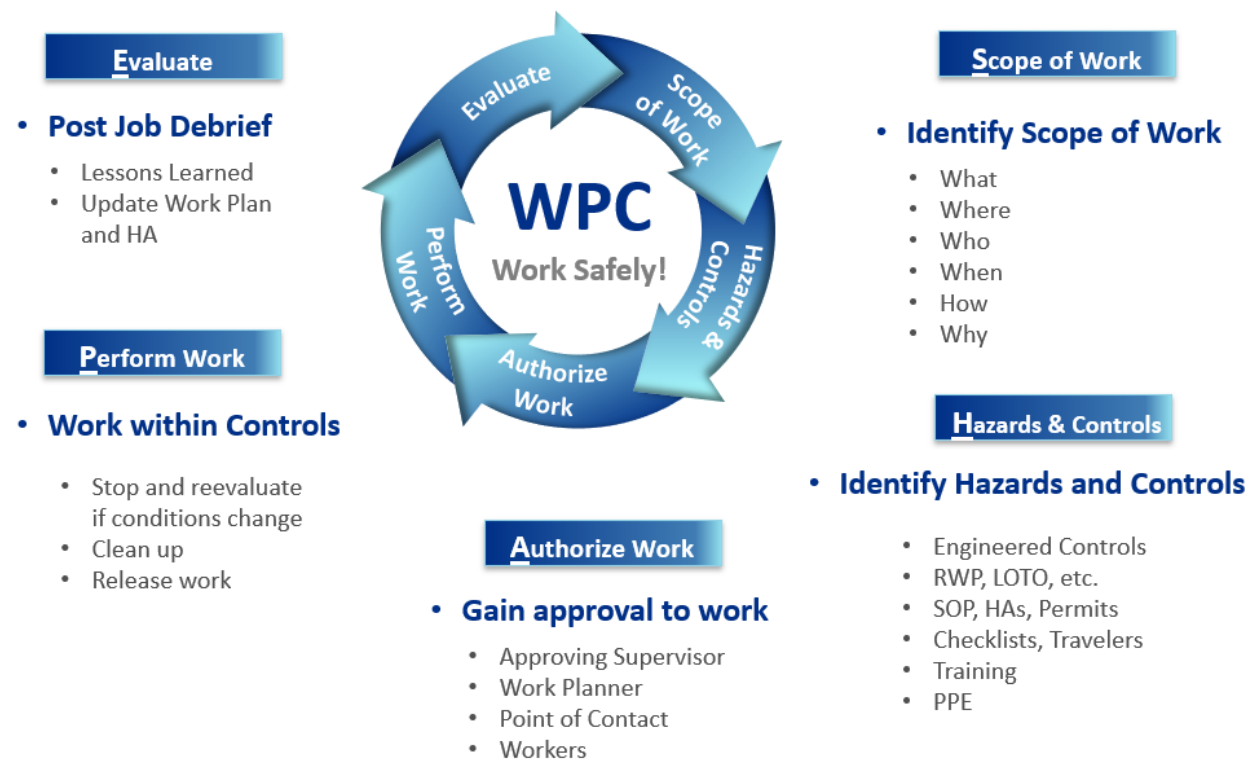 Evaluate
• Post Job Debrief
• Lessons Learned
• Update Work Plan
and HA
Perform Work
• Work within Controls
• Stop and reevaluate
if conditions change
• Clean up
• Release work
Evaluate
Scope
of Work
Hazards &
Controls
Authorize
Work
Perform
Work
WPC
Work Safely!
Authorize Work
• Gain approval to work
• Approving Supervisor
• Work Planner
• Point of Contact
• Workers
Scope of Work
• Identify Scope of Work
• What
• Where
• Who
• When
• How
• Why
Hazards & Controls
• Identify Hazards and Controls
• Engineered Controls
• RWP, LOTO, etc.
• SOP, HAs, Permits
• Checklists, Travelers
• Training
• PPE